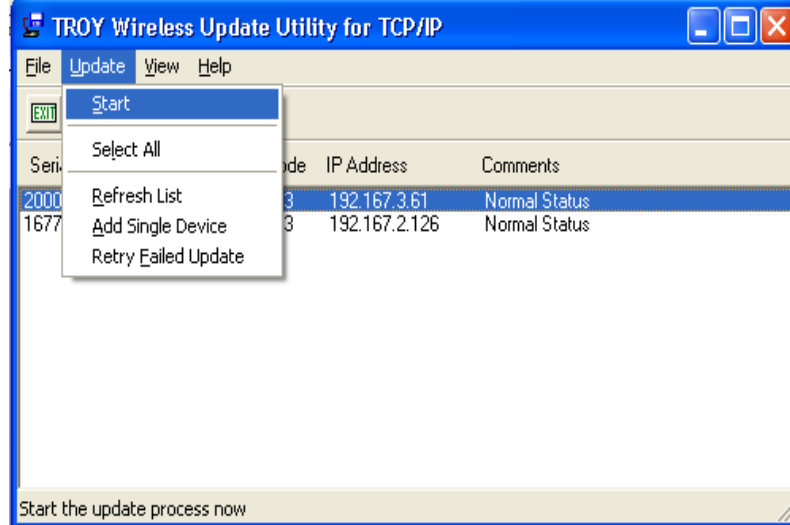 TROY Wireless Update Utility for TCP/IP
File Update View Help
EXIT
Start
Select All
Refresh List
Add Single Device
Retry Failed Update
IP Address Comments
2000 3 192.167.3.61 Normal Status
1677 3 192.167.2.126 Normal Status
Start the update process now